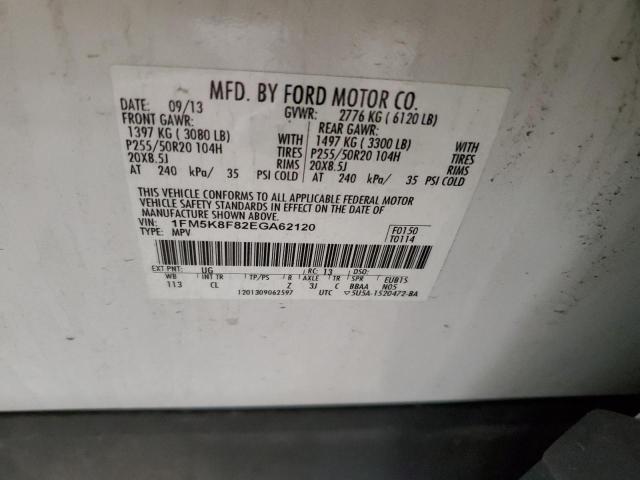 MFD. BY FORD MOTOR CO.
DATE: 09/13 GVWR: 2776 KG ( 6120 LB)
FRONT GAWR: REAR GAWR:
1397 KG ( 3080 LB) WITH 1497 KG ( 3300 LB) WITH
P255/50R20 104H TIRES P255/50R20 104H TIRES
20X8.5J RIMS 20X8.5J RIMS
AT 240 kPa/ 35 PSI COLD AT 240 kPa/ 35 PSI COLD
THIS VEHICLE CONFORMS TO ALL APPLICABLE FEDERAL MOTOR
VEHICLE SAFETY STANDARDS IN EFFECT ON THE DATE OF
MANUFACTURE SHOWN ABOVE.
VIN: 1FM5K8F82EGA62120 F0150
TYPE: MPV T0114
EXT PNT: UG RC: 13 DSO:
WB INT TR TP/PS R AXLE TR SPR EUBT5
113 CL Z 3J C BBAA N05
1201309062597 UTC 5U5A-1520472-BA